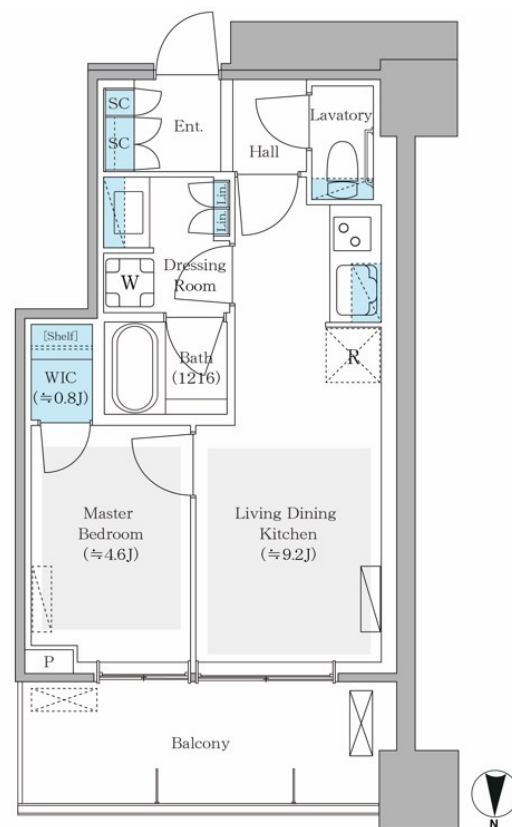 SC
SC
Ent.
Lavatory
Hall
Lin.
Lin.
Dressing
Room
W
[Shelf]
WIC
(≒0.8J)
Bath
(1216)
R
Master
Bedroom
(≒4.6J)
Living Dining
Kitchen
(≒9.2J)
P
Balcony
N